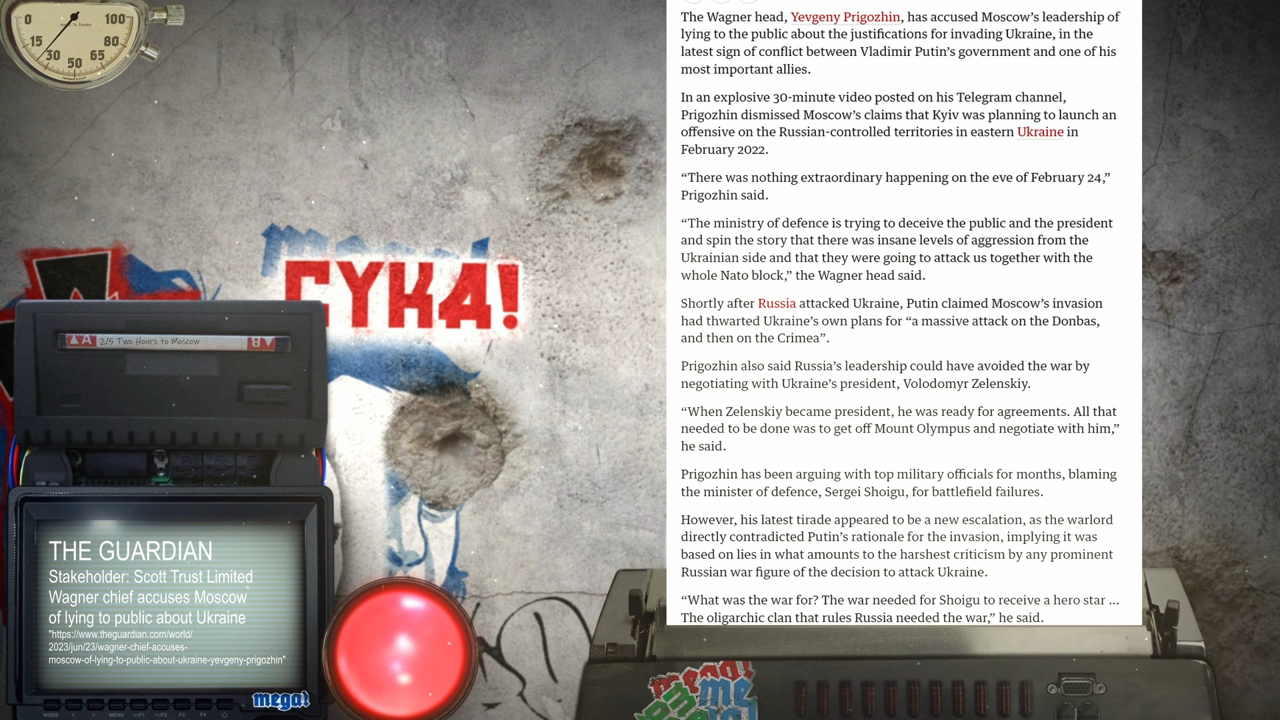 0
100
15
80
30
65
50
The Wagner head, Yevgeny Prigozhin, has accused Moscow’s leadership of
lying to the public about the justifications for invading Ukraine, in the
latest sign of conflict between Vladimir Putin’s government and one of his
most important allies.
In an explosive 30-minute video posted on his Telegram channel,
Prigozhin dismissed Moscow’s claims that Kyiv was planning to launch an
offensive on the Russian-controlled territories in eastern Ukraine in
February 2022.
“There was nothing extraordinary happening on the eve of February 24,”
Prigozhin said.
“The ministry of defence is trying to deceive the public and the president
and spin the story that there was insane levels of aggression from the
Ukrainian side and that they were going to attack us together with the
whole Nato block,” the Wagner head said.
Shortly after Russia attacked Ukraine, Putin claimed Moscow’s invasion
had thwarted Ukraine’s own plans for “a massive attack on the Donbas,
and then on the Crimea”.
Prigozhin also said Russia’s leadership could have avoided the war by
negotiating with Ukraine’s president, Volodomyr Zelenskiy.
“When Zelenskiy became president, he was ready for agreements. All that
needed to be done was to get off Mount Olympus and negotiate with him,”
he said.
Prigozhin has been arguing with top military officials for months, blaming
the minister of defence, Sergei Shoigu, for battlefield failures.
However, his latest tirade appeared to be a new escalation, as the warlord
directly contradicted Putin’s rationale for the invasion, implying it was
based on lies in what amounts to the harshest criticism by any prominent
Russian war figure of the decision to attack Ukraine.
“What was the war for? The war needed for Shoigu to receive a hero star …
The oligarchic clan that rules Russia needed the war,” he said.
СУКА!
▲A 2/5 Two Hours to Moscow B▼
THE GUARDIAN
Stakeholder: Scott Trust Limited
Wagner chief accuses Moscow
of lying to public about Ukraine
"https://www.theguardian.com/world/
2023/jun/23/wagner-chief-accuses-
moscow-of-lying-to-public-about-ukraine-yevgeny-prigozhin"
mega!
mega!
me